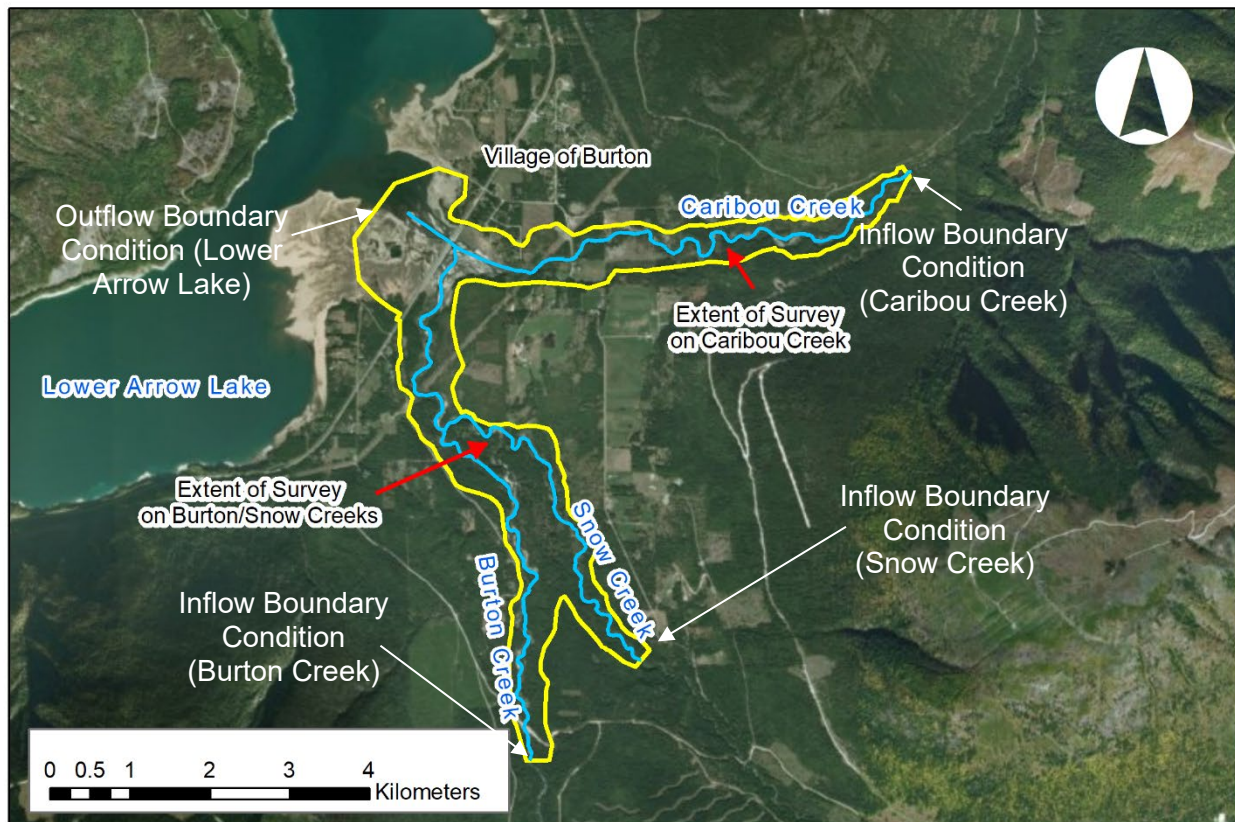 Village of Burton
Outflow Boundary
Condition (Lower
Arrow Lake)
Caribou Creek
Inflow Boundary
Condition
(Caribou Creek)
Extent of Survey
on Caribou Creek
Lower Arrow Lake
Extent of Survey
on Burton/Snow Creeks
Snow Creek
Inflow Boundary
Condition
(Snow Creek)
Burton Creek
Inflow Boundary
Condition
(Burton Creek)
0 0.5 1 2 3 4
Kilometers